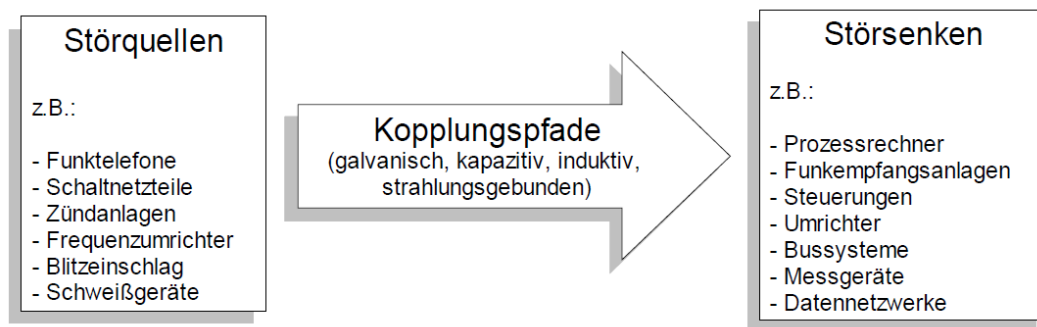 Störquellen
z.B.:
- Funktelefone
- Schaltnetzteile
- Zündanlagen
- Frequenzumrichter
- Blitzeinschlag
- Schweißgeräte
Kopplungspfade
(galvanisch, kapazitiv, induktiv,
strahlungsgebunden)
Störsenken
z.B.:
- Prozessrechner
- Funkempfangsanlagen
- Steuerungen
- Umrichter
- Bussysteme
- Messgeräte
- Datennetzwerke